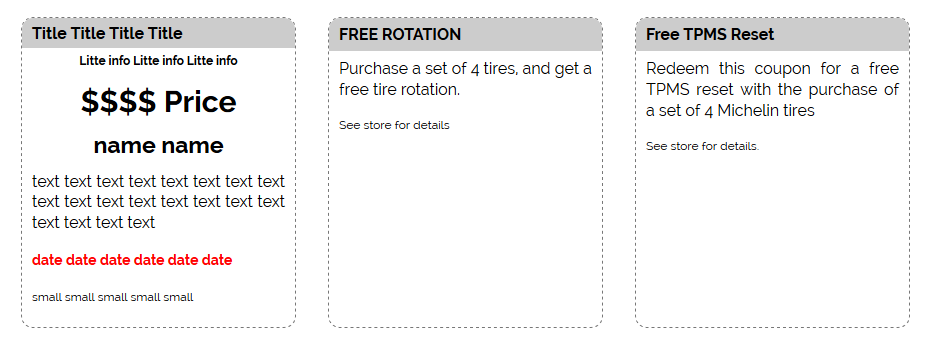 Title Title Title Title
Litte info Litte info Litte info
$$$$ Price
name name
text text text text text text text text
text text text text text text text text
text text text text
date date date date date date
small small small small small
FREE ROTATION
Purchase a set of 4 tires, and get a
free tire rotation.
See store for details
Free TPMS Reset
Redeem this coupon for a free
TPMS reset with the purchase of
a set of 4 Michelin tires
See store for details.